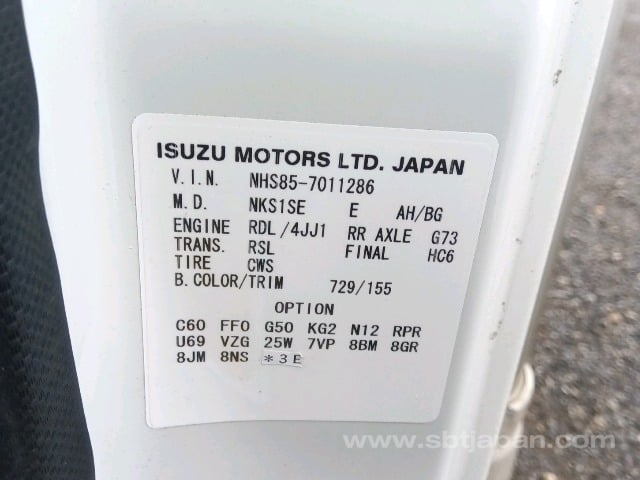 ISUZU MOTORS LTD. JAPAN
V.I.N. NHS85-7011286
M.D. NKS1SE E AH/BG
ENGINE RDL/4JJ1 RR AXLE G73
TRANS. RSL FINAL HC6
TIRE CWS
B.COLOR/TRIM 729/155
OPTION
C60 FF0 G50 KG2 N12 RPR
U69 VZG 25W 7VP 8BM 8GR
8JM 8NS *3E
www.sbtjapan.com